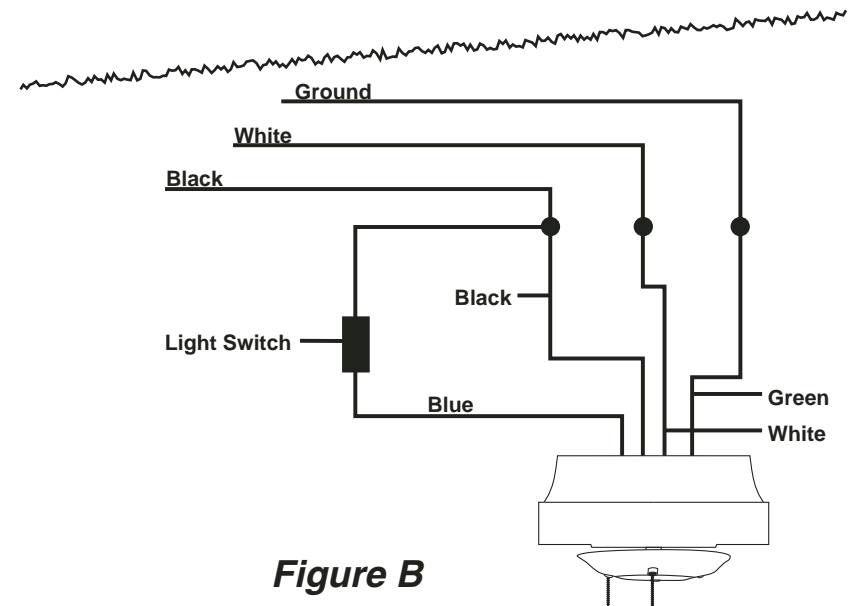 Ground
White
Black
Black
Light Switch
Blue
Green
White
Figure B